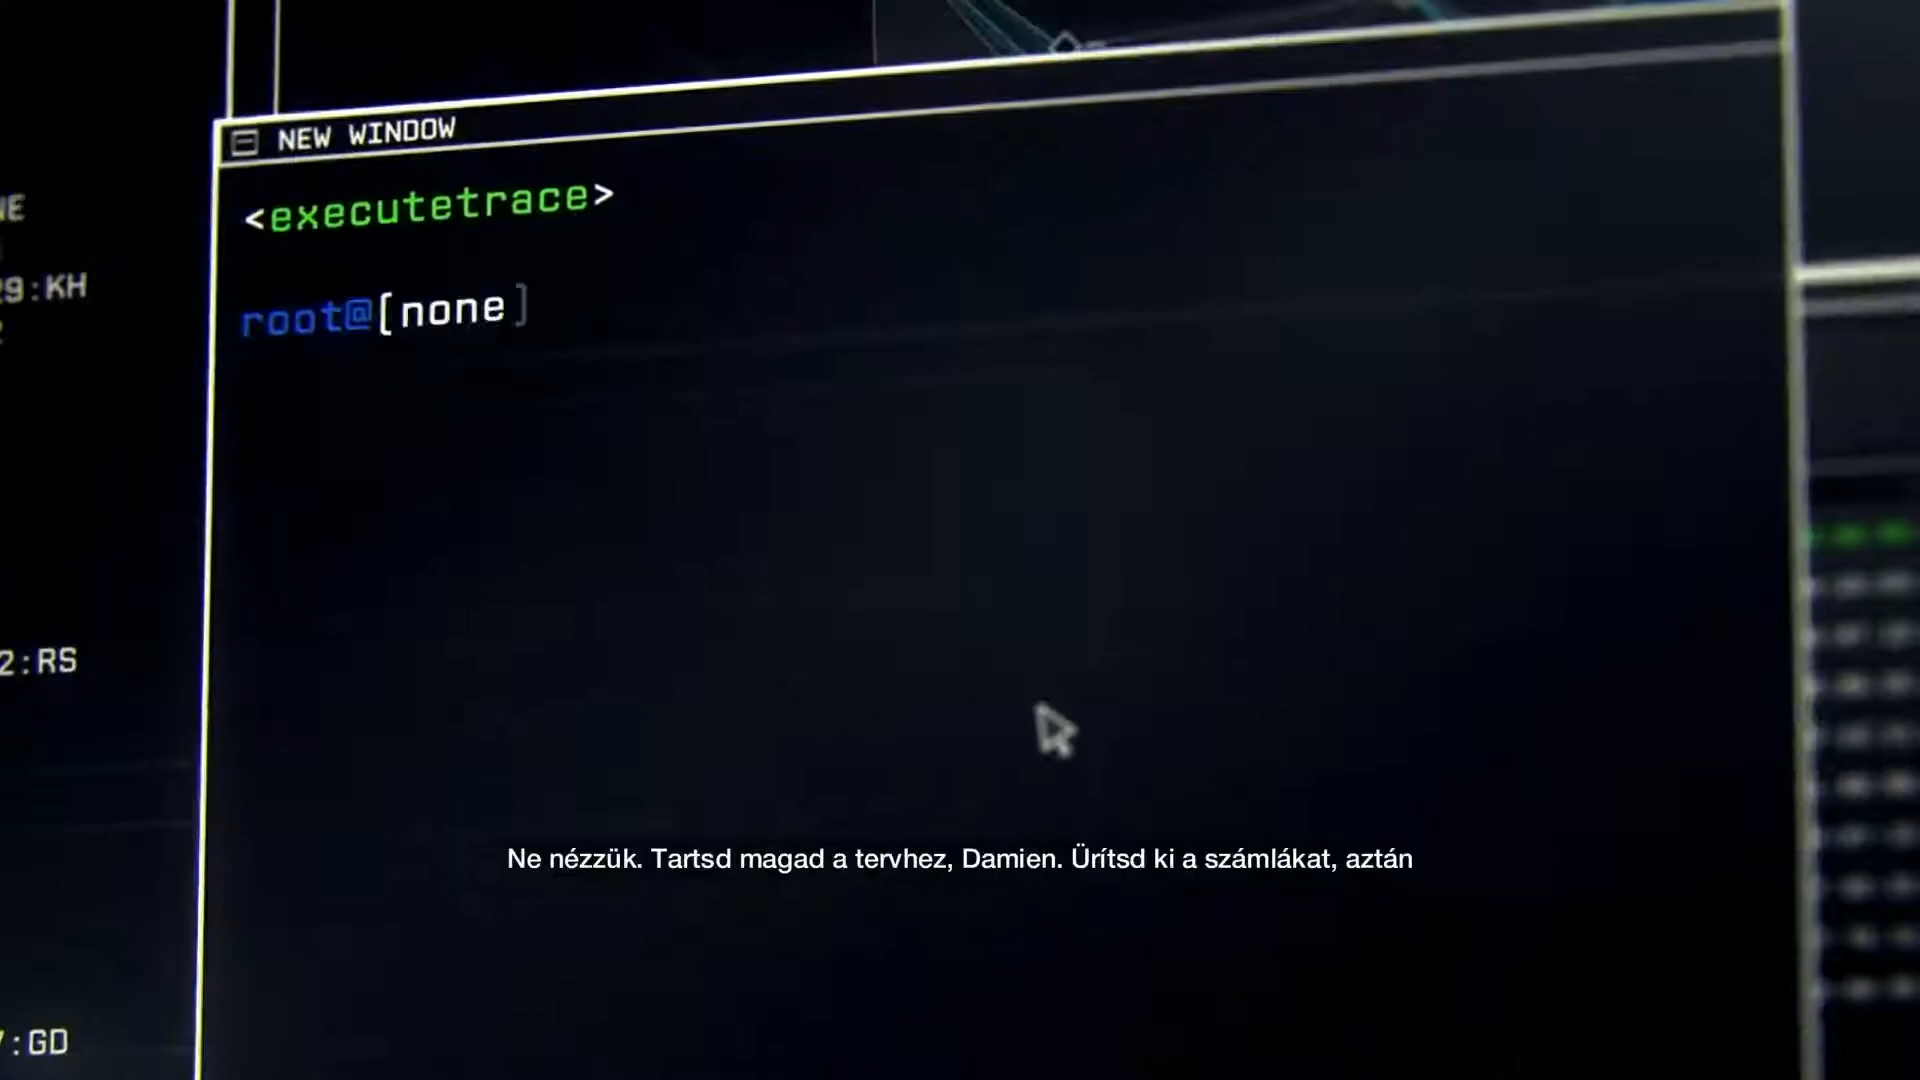 NEW WINDOW
<executetrace>
root@[none]
29:KH
2:RS
:GD
Ne nézzük. Tartsd magad a tervhez, Damien. Ürítsd ki a számlákat, aztán